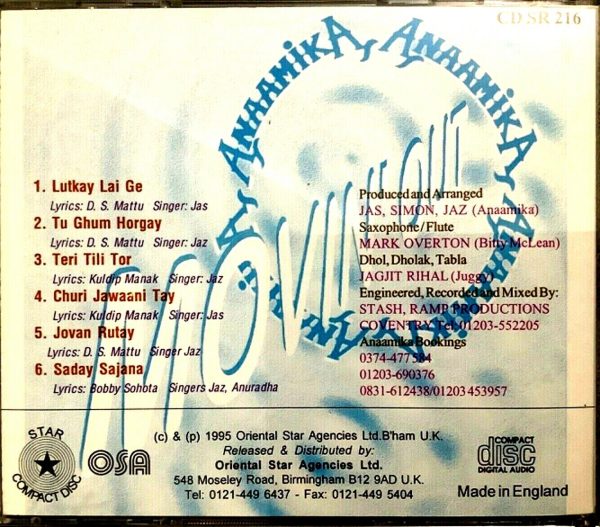 CD SR 216
ANAAMIKA, ANAAMIKA, ANAAMIKA
MOVIN' OUT
1. Lutkay Lai Ge
Lyrics: D. S. Mattu Singer: Jas
2. Tu Ghum Horgay
Lyrics: D. S. Mattu Singer: Jaz
3. Teri Tili Tor
Lyrics: Kuldip Manak Singer: Jaz
4. Churi Jawaani Tay
Lyrics: Kuldip Manak Singer: Jas
5. Jovan Rutay
Lyrics: D. S. Mattu Singer Jaz
6. Saday Sajana
Lyrics: Bobby Sohota Singers Jaz, Anuradha
Produced and Arranged
JAS, SIMON, JAZ (Anaamika)
Saxophone/Flute
MARK OVERTON (Bitty McLean)
Dhol, Dholak, Tabla
JAGJIT RIHAL (Juggy)
Engineered, Recorded and Mixed By:
STASH, RAMP PRODUCTIONS
COVENTRY Tel: 01203-552205
Anaamika Bookings
0374-477584
01203-690376
0831-612438/01203 453957
STAR
COMPACT DISC
OSA
(c) & (p) 1995 Oriental Star Agencies Ltd.B'ham U.K.
Released & Distributed by:
Oriental Star Agencies Ltd.
548 Moseley Road, Birmingham B12 9AD U.K.
Tel: 0121-449 6437 - Fax: 0121-449 5404
COMPACT
disc
DIGITAL AUDIO
Made in England